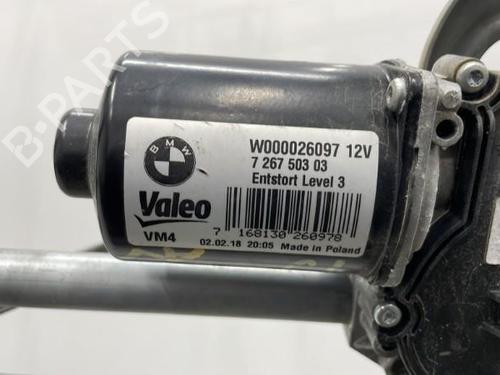 B-PARTS
BMW
W000026097 12V
7 267 503 03
Entstort Level 3
Valeo
VM4
7 168130 260978
02.02.18 20:05 Made in Poland